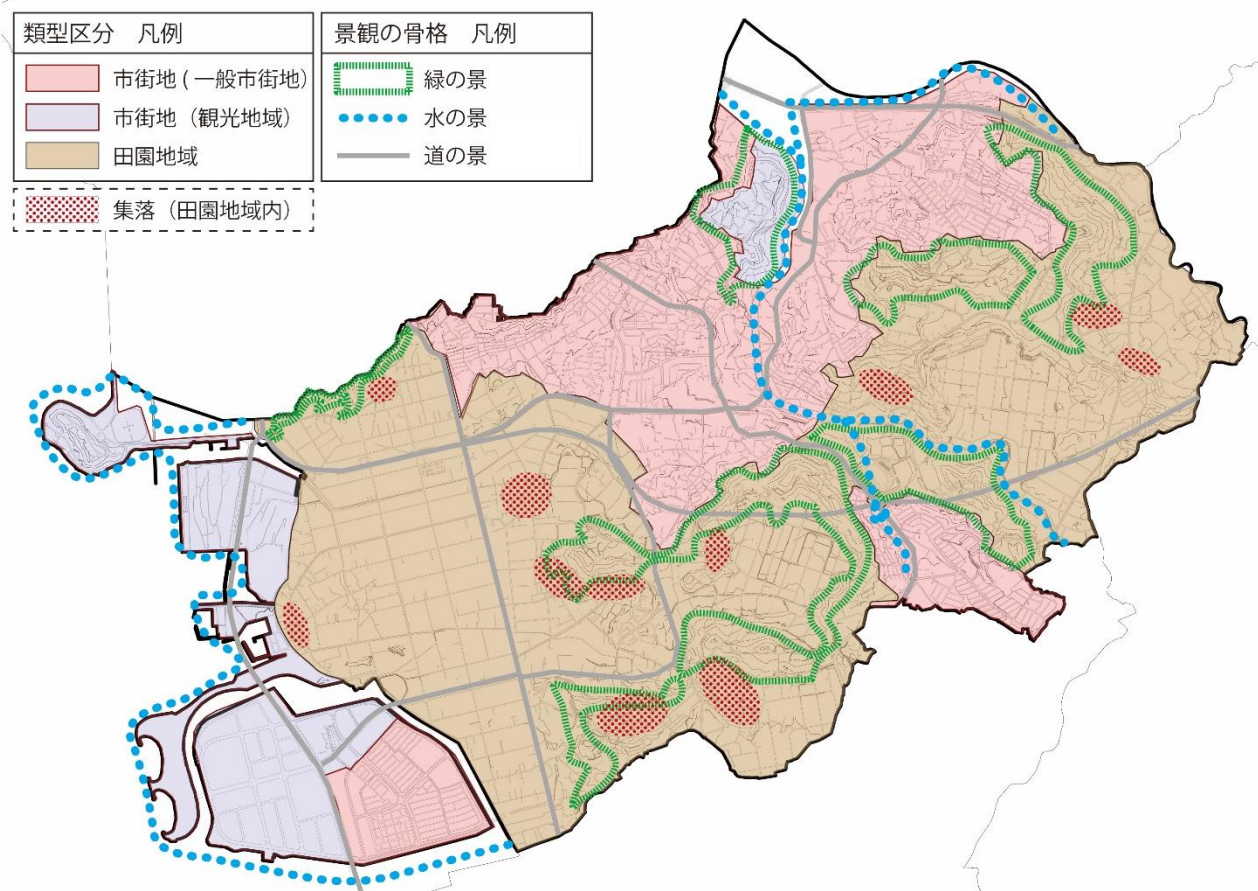 類型区分　凡例
市街地 ( 一般市街地)
市街地（観光地域）
田園地域
集落（田園地域内）
景観の骨格　凡例
緑の景
水の景
道の景